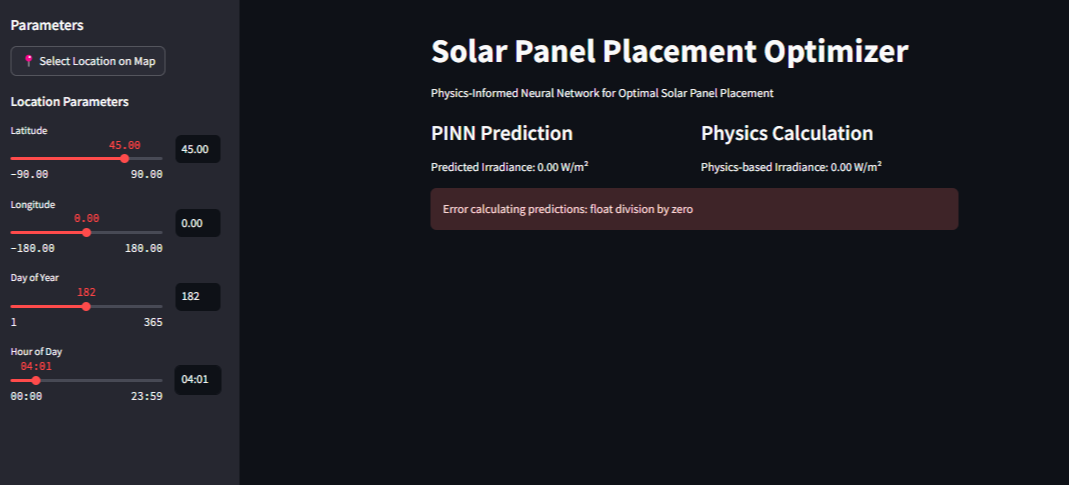 Parameters
Select Location on Map
Location Parameters
Latitude
45.00
45.00
-90.00 90.00
Longitude
0.00
0.00
-180.00 180.00
Day of Year
182
182
1 365
Hour of Day
04:01
04:01
00:00 23:59
Solar Panel Placement Optimizer
Physics-Informed Neural Network for Optimal Solar Panel Placement
PINN Prediction
Predicted Irradiance: 0.00 W/m²
Physics Calculation
Physics-based Irradiance: 0.00 W/m²
Error calculating predictions: float division by zero